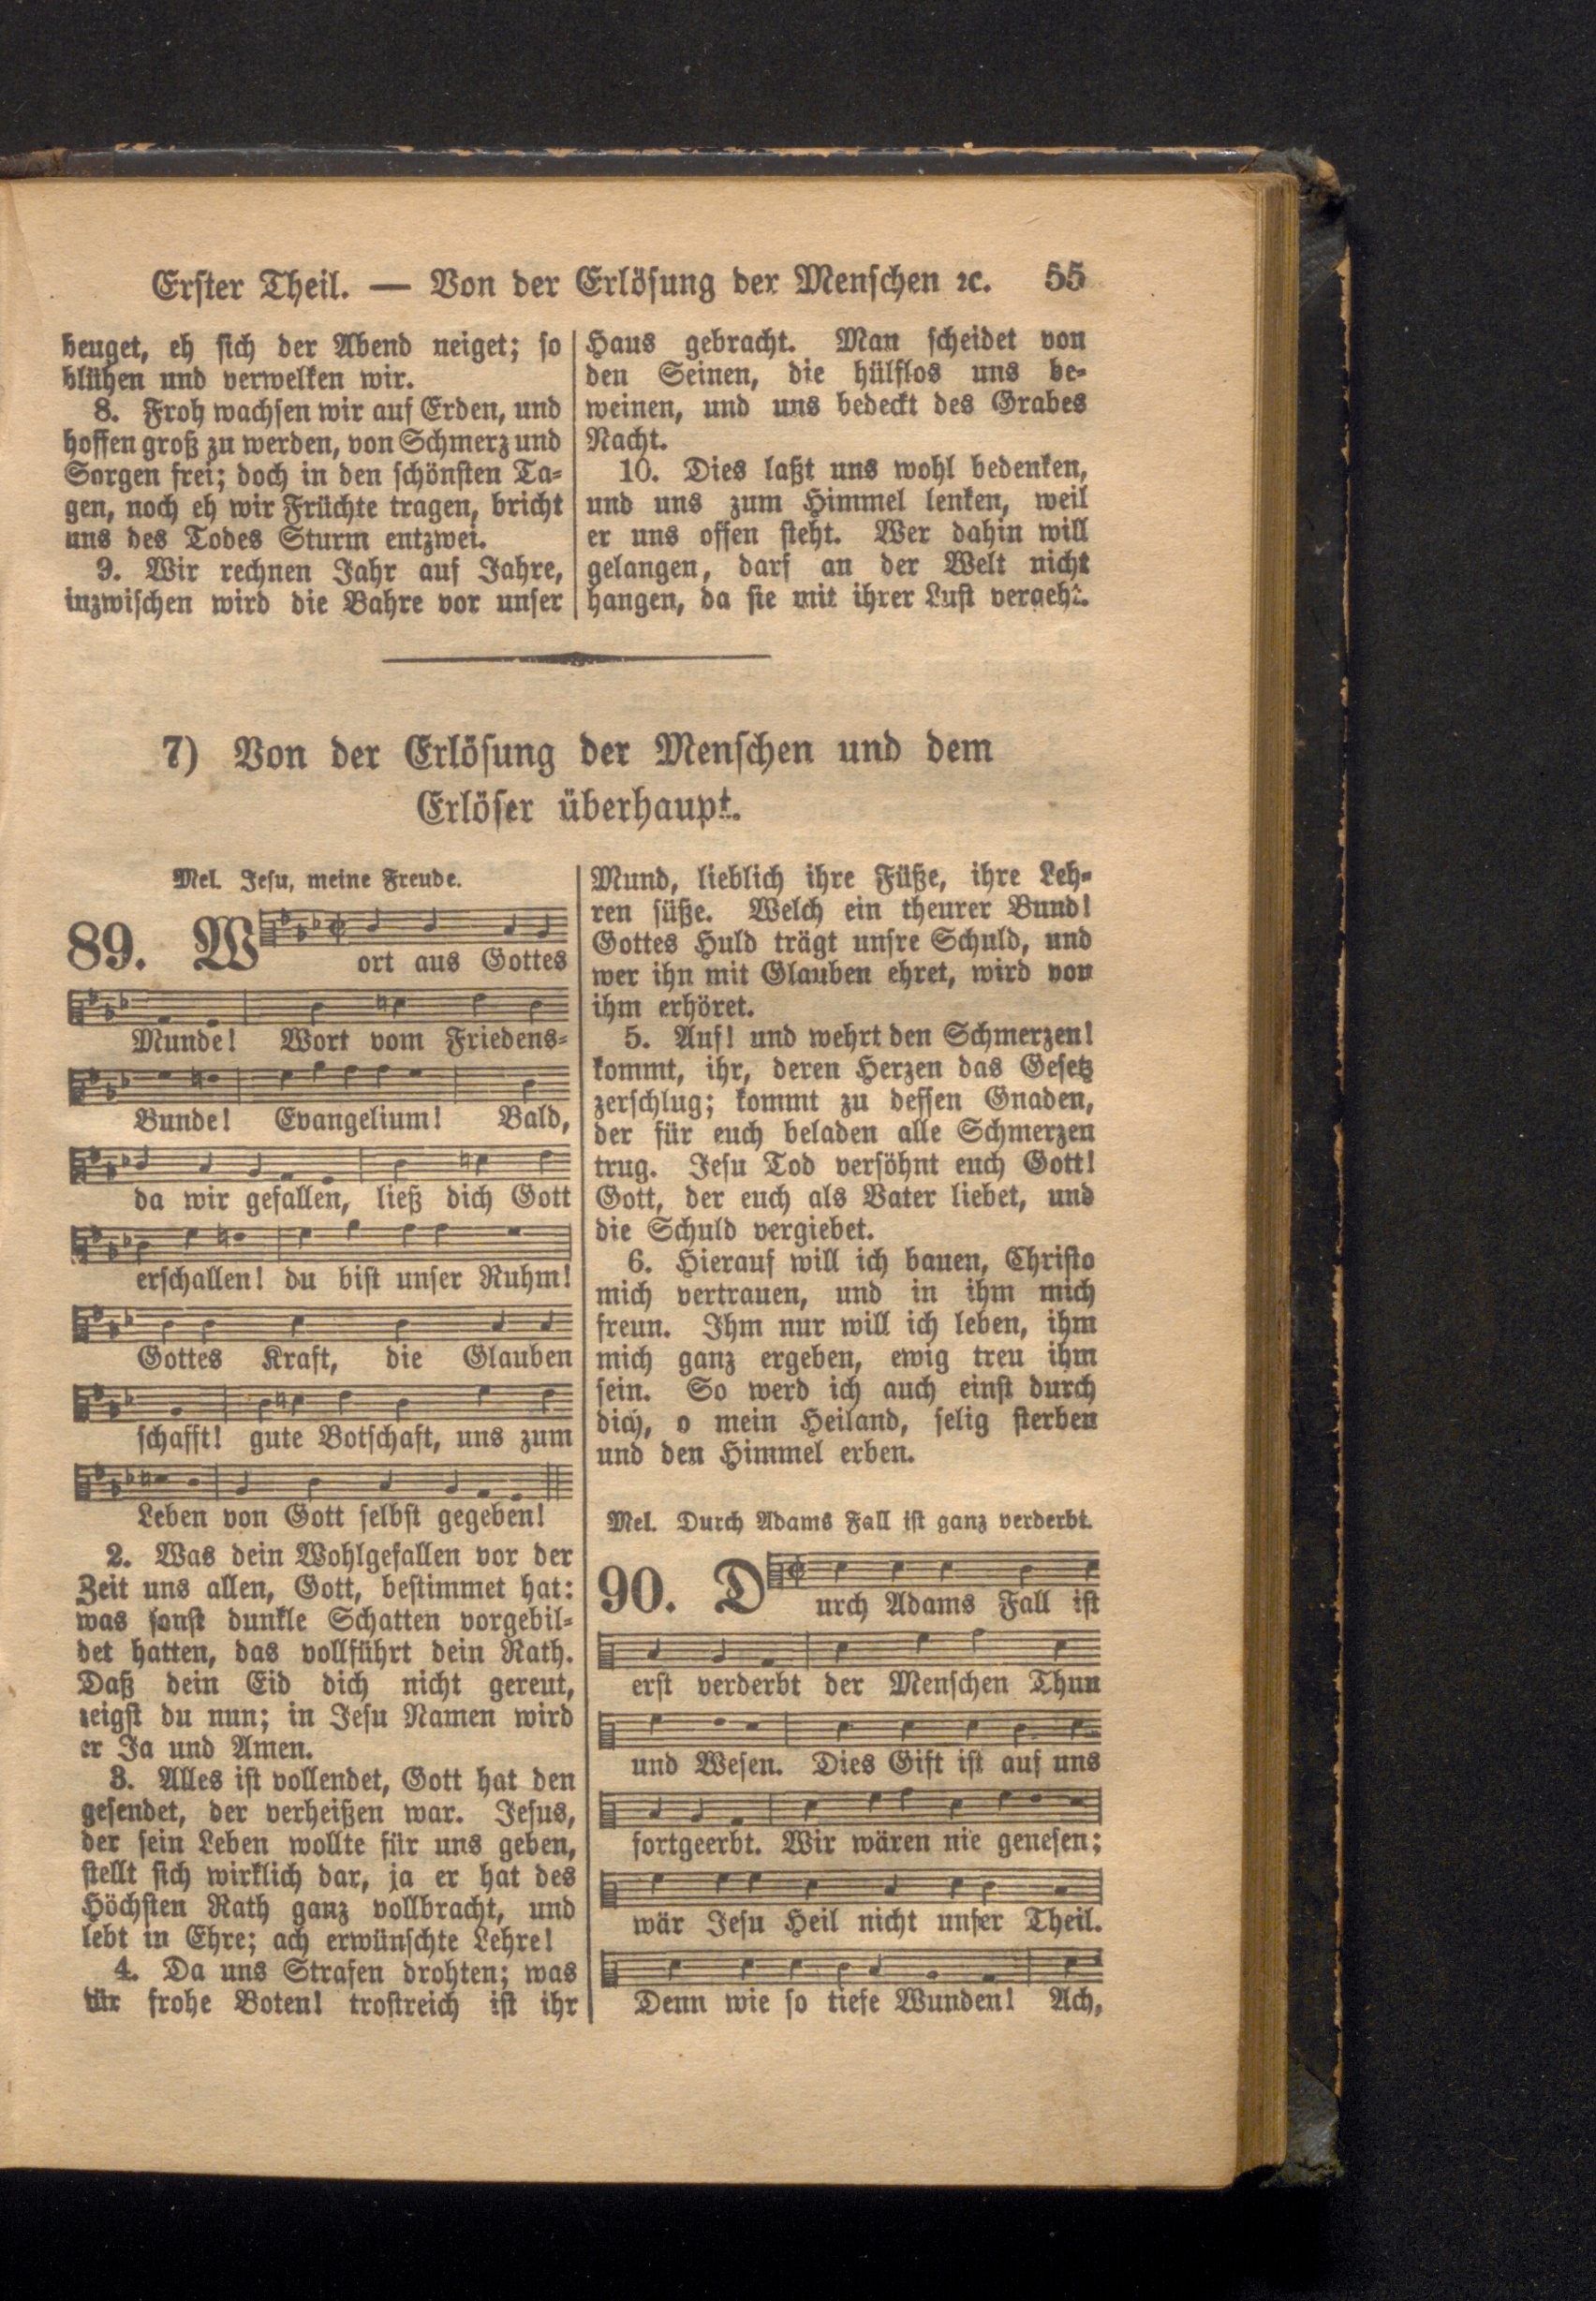 Erster Theil. — Von der Erlösung der Menschen ꝛc. 55
beuget, eh sich der Abend neiget; so
blühen und verwelken wir.
8. Froh wachsen wir auf Erden, und
hoffen groß zu werden, von Schmerz und
Sorgen frei; doch in den schönsten Ta-
gen, noch eh wir Früchte tragen, bricht
uns des Todes Sturm entzwei.
9. Wir rechnen Jahr auf Jahre,
inzwischen wird die Bahre vor unser
Haus gebracht. Man scheidet von
den Seinen, die hülflos uns be-
weinen, und uns bedeckt des Grabes
Nacht.
10. Dies laßt uns wohl bedenken,
und uns zum Himmel lenken, weil
er uns offen steht. Wer dahin will
gelangen, darf an der Welt nicht
hangen, da sie mit ihrer Lust vergeht.
7) Von der Erlösung der Menschen und dem
Erlöser überhaupt.
Mel. Jesu, meine Freude.
89. Wort aus Gottes
Munde! Wort vom Friedens-
Bunde! Evangelium! Bald,
da wir gefallen, ließ dich Gott
erschallen! du bist unser Ruhm!
Gottes Kraft, die Glauben
schafft! gute Botschaft, uns zum
Leben von Gott selbst gegeben!
2. Was dein Wohlgefallen vor der
Zeit uns allen, Gott, bestimmet hat:
was sonst dunkle Schatten vorgebil-
det hatten, das vollführt dein Rath.
Daß dein Eid dich nicht gereut,
zeigst du nun; in Jesu Namen wird
er Ja und Amen.
3. Alles ist vollendet, Gott hat den
gesendet, der verheißen war. Jesus,
der sein Leben wollte für uns geben,
stellt sich wirklich dar, ja er hat des
Höchsten Rath ganz vollbracht, und
lebt in Ehre; ach erwünschte Lehre!
4. Da uns Strafen drohten; was
für frohe Boten! trostreich ist ihr
Mund, lieblich ihre Füße, ihre Leh-
ren süße. Welch ein theurer Bund!
Gottes Huld trägt unsre Schuld, und
wer ihn mit Glauben ehret, wird von
ihm erhöret.
5. Auf! und wehrt den Schmerzen!
kommt, ihr, deren Herzen das Gesetz
zerschlug; kommt zu dessen Gnaden,
der für euch beladen alle Schmerzen
trug. Jesu Tod versöhnt euch Gott!
Gott, der euch als Vater liebet, und
die Schuld vergiebet.
6. Hierauf will ich bauen, Christo
mich vertrauen, und in ihm mich
freun. Ihm nur will ich leben, ihm
mich ganz ergeben, ewig treu ihm
sein. So werd ich auch einst durch
dich, o mein Heiland, selig sterben
und den Himmel erben.
Mel. Durch Adams Fall ist ganz verderbt.
90. Durch Adams Fall ist
erst verderbt der Menschen Thun
und Wesen. Dies Gift ist auf uns
fortgeerbt. Wir wären nie genesen;
wär Jesu Heil nicht unser Theil.
Denn wie so tiefe Wunden! Ach,